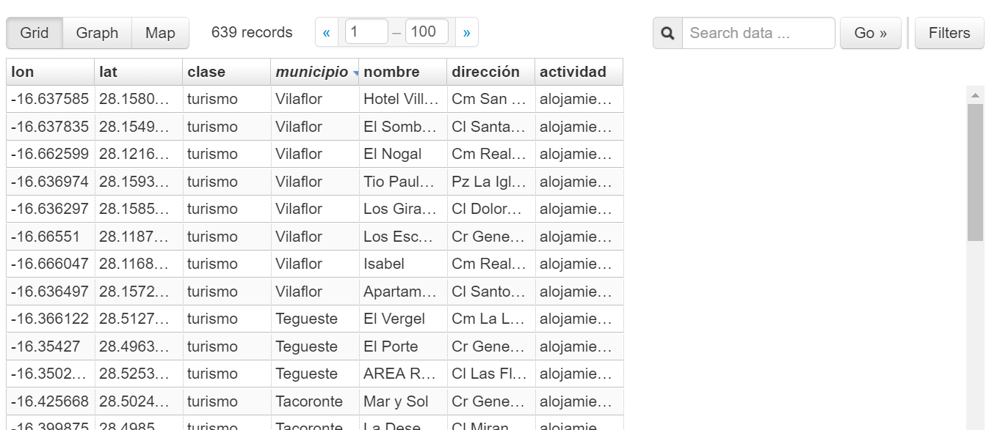 Grid Graph Map 639 records « 1 – 100 » Search data ... Go » Filters
lon lat clase municipio nombre dirección actividad
-16.637585 28.1580… turismo Vilaflor Hotel Vill… Cm San … alojamie…
-16.637835 28.1549… turismo Vilaflor El Somb… Cl Santa… alojamie…
-16.662599 28.1216… turismo Vilaflor El Nogal Cm Real… alojamie…
-16.636974 28.1593… turismo Vilaflor Tio Paul… Pz La Igl… alojamie…
-16.636297 28.1585… turismo Vilaflor Los Gira… Cl Dolor… alojamie…
-16.66551 28.1187… turismo Vilaflor Los Esc… Cr Gene… alojamie…
-16.666047 28.1168… turismo Vilaflor Isabel Cm Real… alojamie…
-16.636497 28.1572… turismo Vilaflor Apartam… Cl Santo… alojamie…
-16.366122 28.5127… turismo Tegueste El Vergel Cm La L… alojamie…
-16.35427 28.4963… turismo Tegueste El Porte Cr Gene… alojamie…
-16.3502… 28.5253… turismo Tegueste AREA R… Cl Las Fl… alojamie…
-16.425668 28.5024… turismo Tacoronte Mar y Sol Cr Gene… alojamie…
-16.399875 28.4985… turismo Tacoronte La Dese… Cl Miran… alojamie…